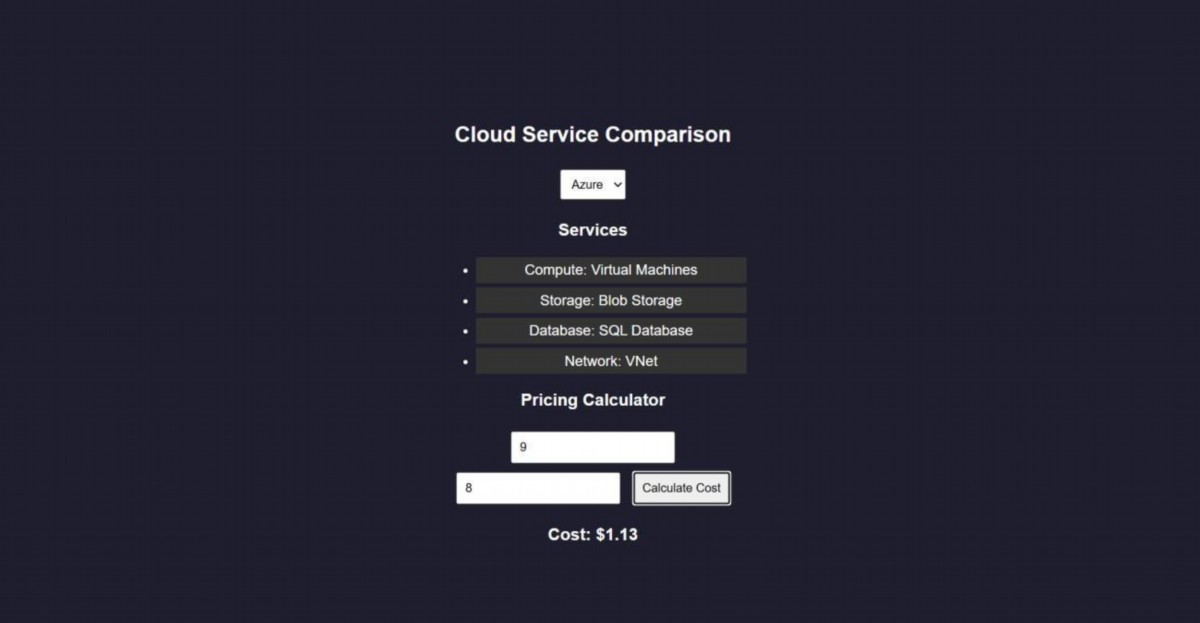 Cloud Service Comparison
Azure
Services
Compute: Virtual Machines
Storage: Blob Storage
Database: SQL Database
Network: VNet
Pricing Calculator
9
8 Calculate Cost
Cost: $1.13